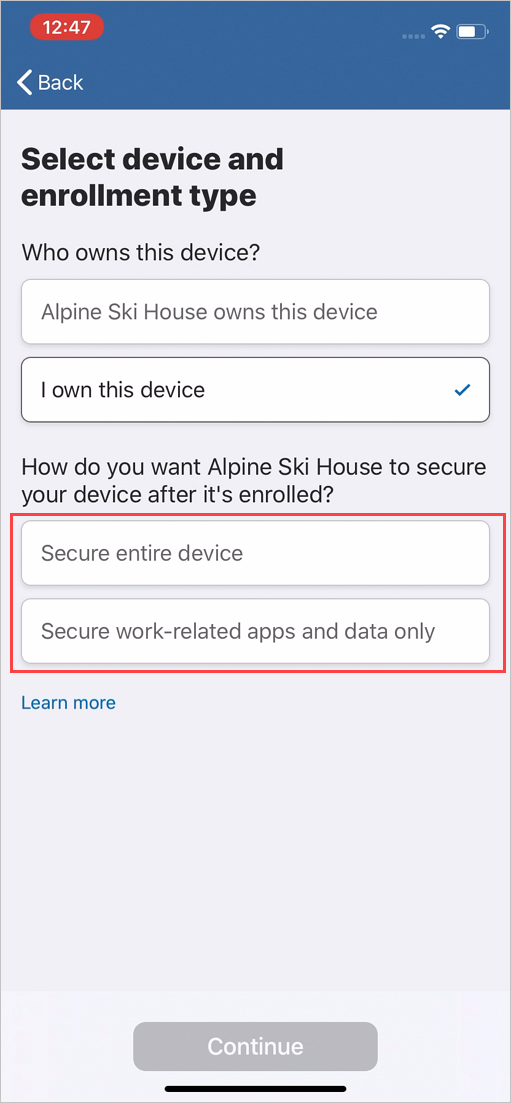 12:47
Back
Select device and
enrollment type
Who owns this device?
Alpine Ski House owns this device
I own this device
How do you want Alpine Ski House to secure
your device after it's enrolled?
Secure entire device
Secure work-related apps and data only
Learn more
Continue